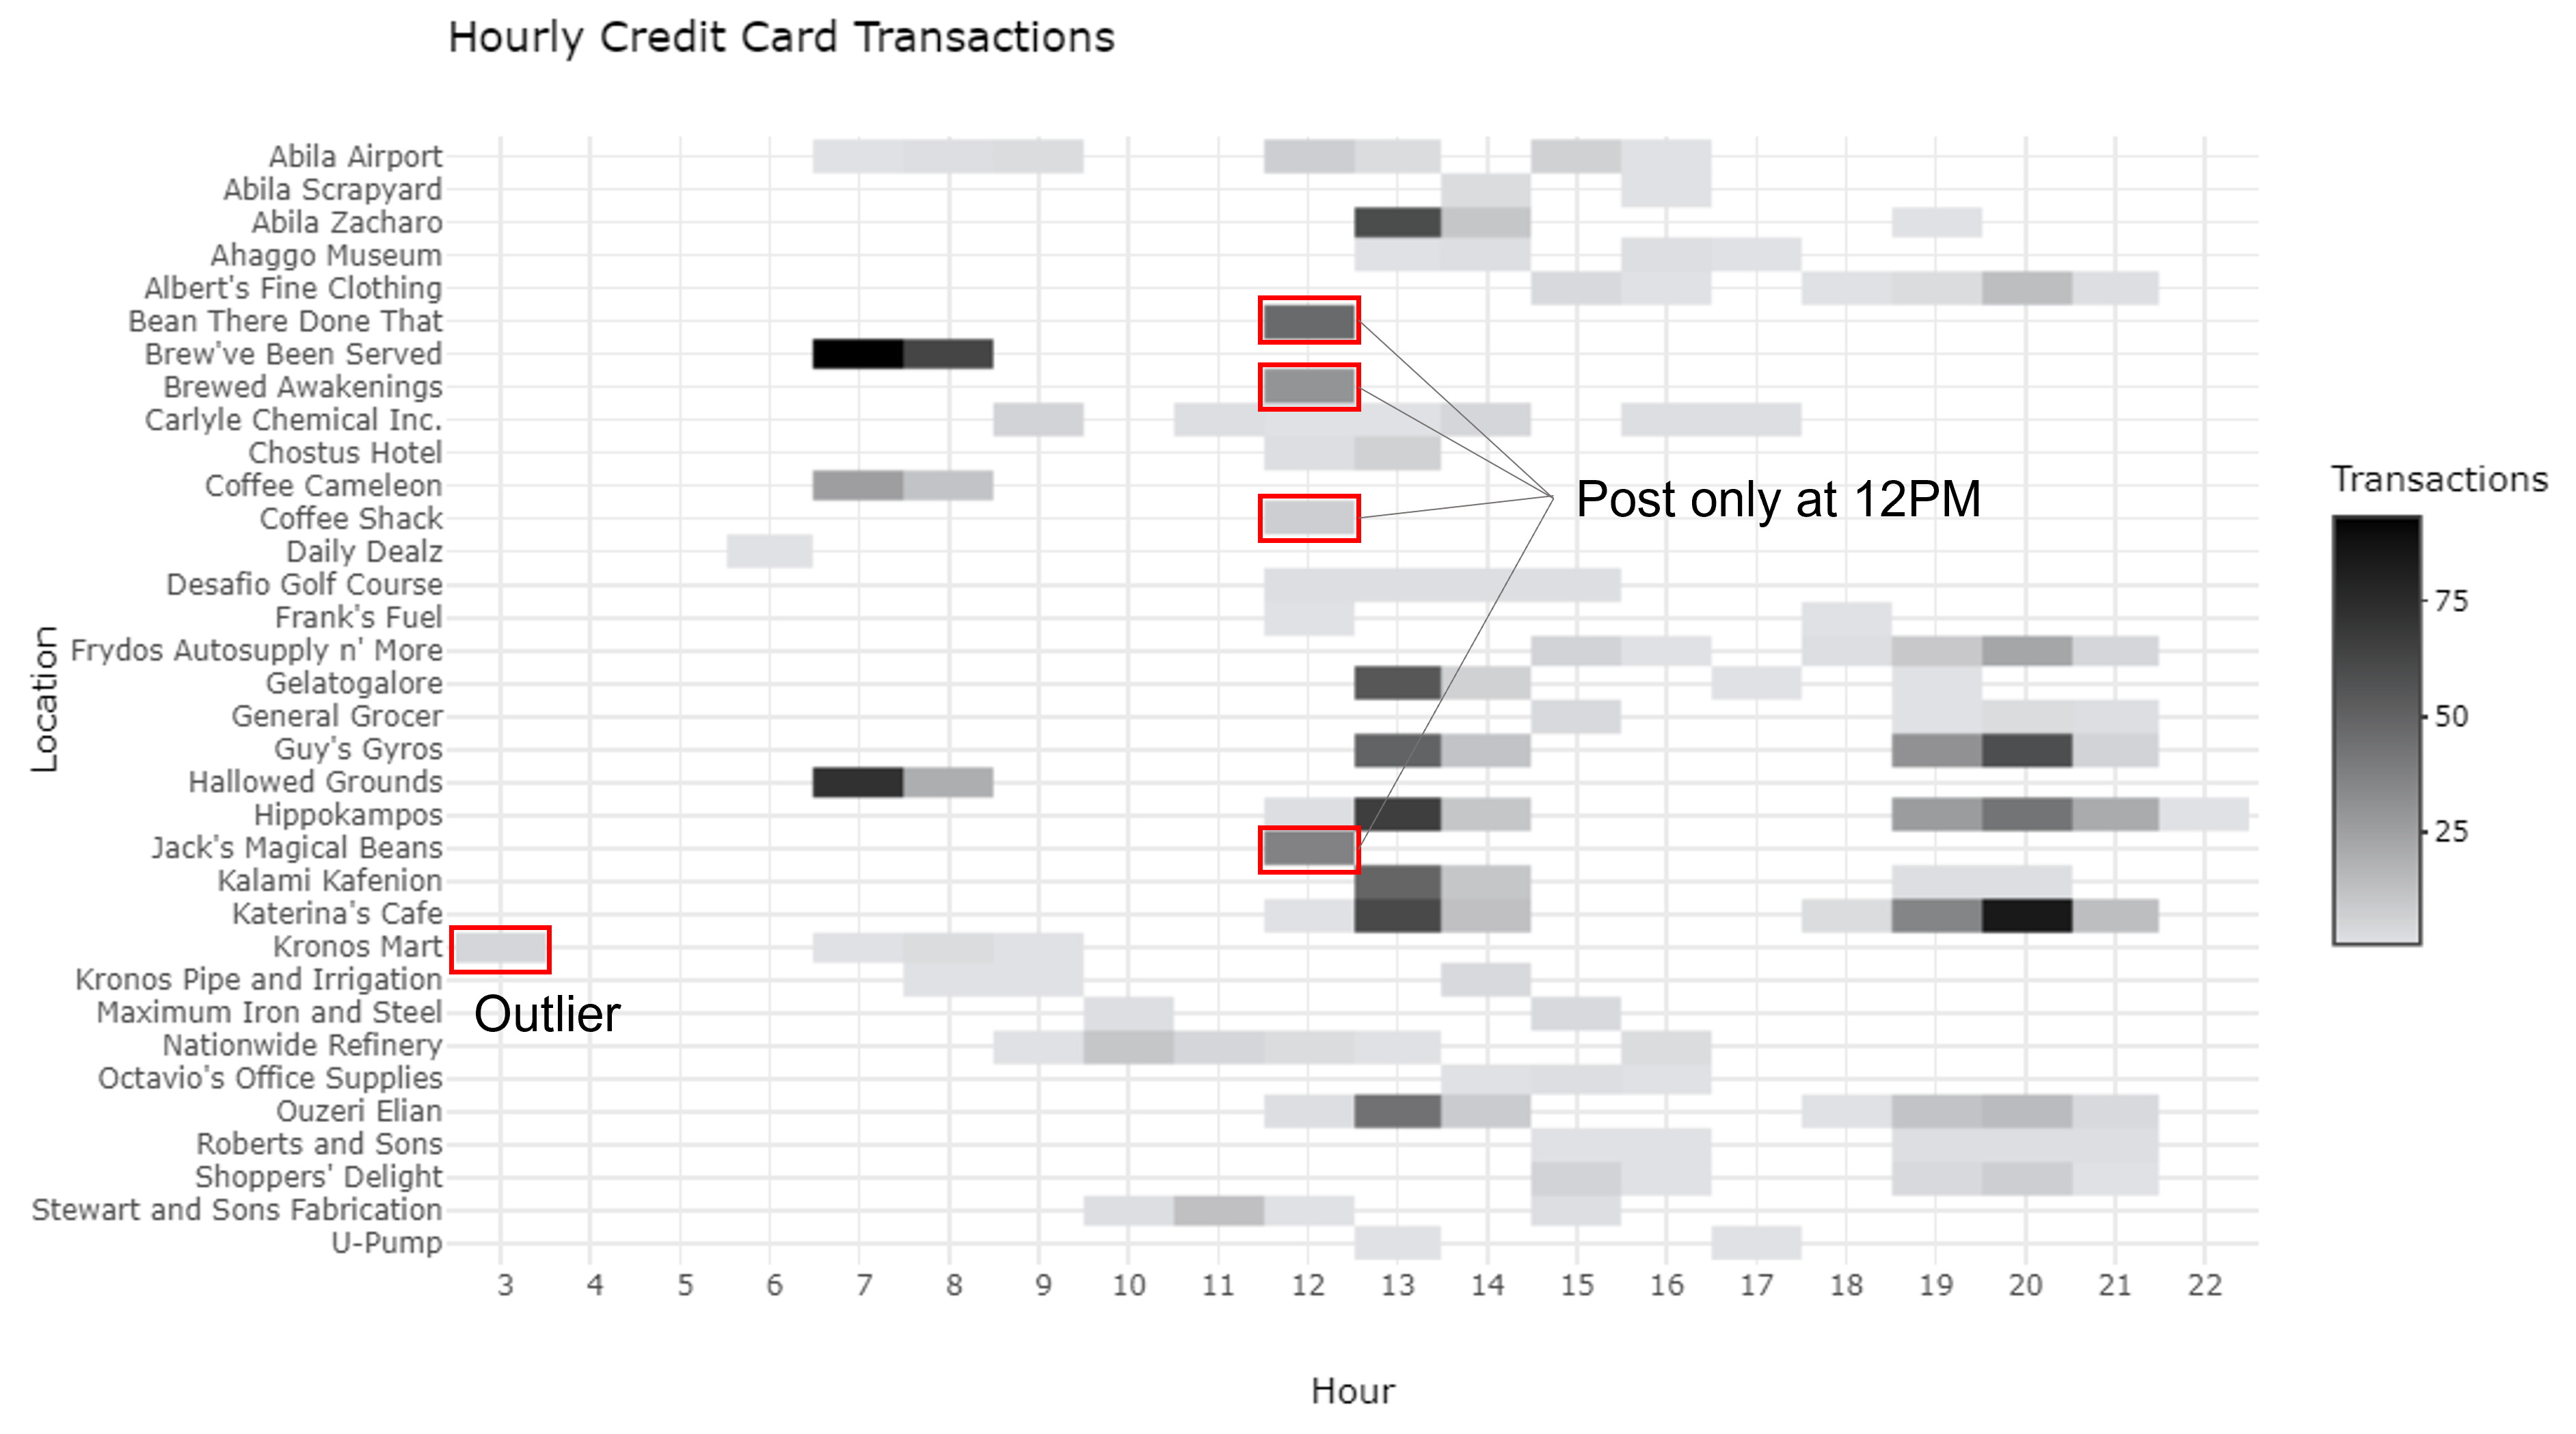 Hourly Credit Card Transactions
Abila Airport
Abila Scrapyard
Abila Zacharo
Ahaggo Museum
Albert's Fine Clothing
Bean There Done That
Brew've Been Served
Brewed Awakenings
Carlyle Chemical Inc.
Chostus Hotel
Coffee Cameleon
Coffee Shack
Daily Dealz
Desafio Golf Course
Frank's Fuel
Frydos Autosupply n' More
Gelatogalore
General Grocer
Guy's Gyros
Hallowed Grounds
Hippokampos
Jack's Magical Beans
Kalami Kafenion
Katerina's Cafe
Kronos Mart
Kronos Pipe and Irrigation
Maximum Iron and Steel
Nationwide Refinery
Octavio's Office Supplies
Ouzeri Elian
Roberts and Sons
Shoppers' Delight
Stewart and Sons Fabrication
U-Pump
Location
Post only at 12PM
Outlier
3 4 5 6 7 8 9 10 11 12 13 14 15 16 17 18 19 20 21 22
Hour
Transactions
75
50
25